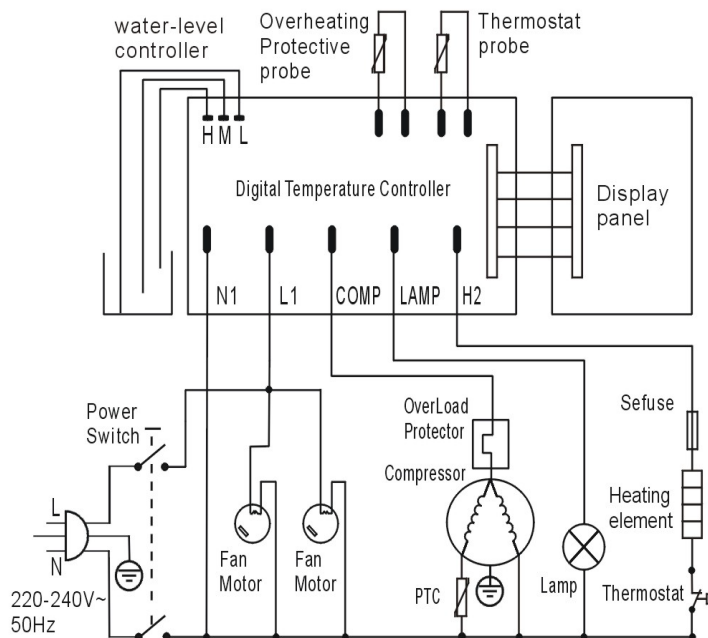 water-level
controller
Overheating
Protective
probe
Thermostat
probe
H M L
Digital Temperature Controller
Display
panel
N1 L1 COMP LAMP H2
Power
Switch
OverLoad
Protector
Sefuse
Compressor
L
Heating
element
N
Fan
Motor
Fan
Motor
PTC
Lamp
Thermostat
220-240V~
50Hz